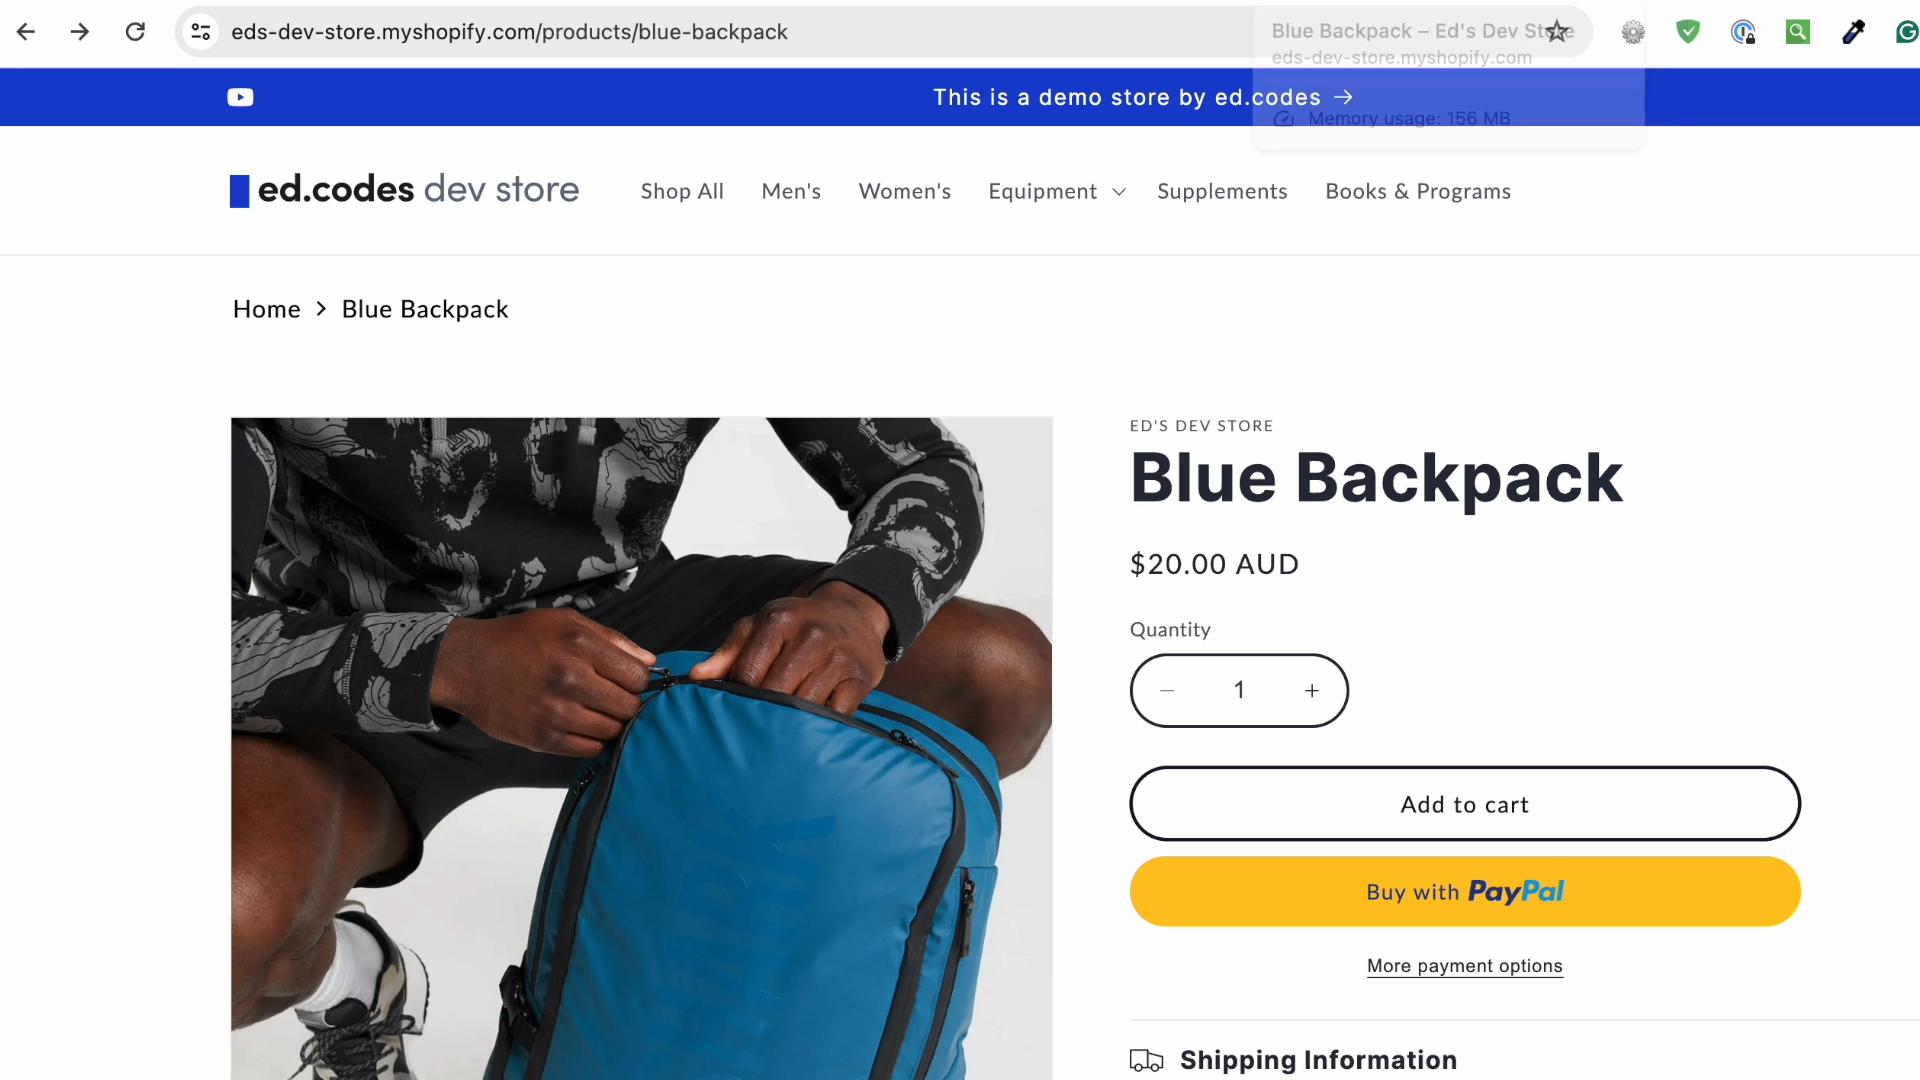 eds-dev-store.myshopify.com/products/blue-backpack
Blue Backpack – Ed's Dev Store
eds-dev-store.myshopify.com
This is a demo store by ed.codes →
Memory usage: 156 MB
ed.codes dev store
Shop All
Men's
Women's
Equipment
Supplements
Books & Programs
Home > Blue Backpack
ED'S DEV STORE
Blue Backpack
$20.00 AUD
Quantity
− 1 +
Add to cart
Buy with PayPal
More payment options
Shipping Information